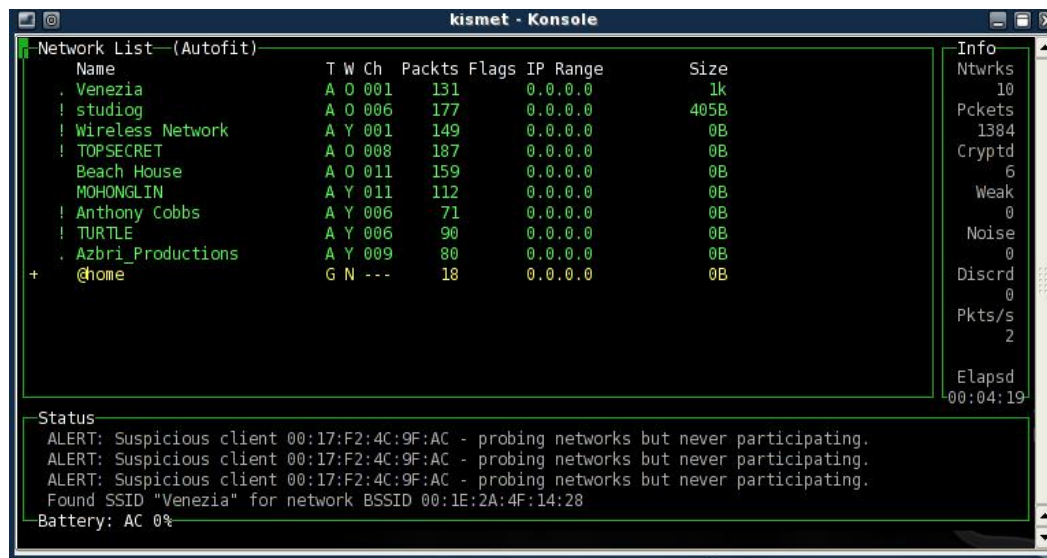 kismet - Konsole
Network List—(Autofit)
Name T W Ch Packts Flags IP Range Size
. Venezia A O 001 131 0.0.0.0 1k
! studiog A O 006 177 0.0.0.0 405B
! Wireless Network A Y 001 149 0.0.0.0 0B
! TOPSECRET A O 008 187 0.0.0.0 0B
Beach House A O 011 159 0.0.0.0 0B
MOHONGLIN A Y 011 112 0.0.0.0 0B
! Anthony Cobbs A Y 006 71 0.0.0.0 0B
! TURTLE A Y 006 90 0.0.0.0 0B
. Azbri_Productions A Y 009 80 0.0.0.0 0B
+ @home G N --- 18 0.0.0.0 0B
Info
Ntwrks
10
Pckets
1384
Cryptd
6
Weak
0
Noise
0
Discrd
0
Pkts/s
2
Elapsd
00:04:19
Status
ALERT: Suspicious client 00:17:F2:4C:9F:AC - probing networks but never participating.
ALERT: Suspicious client 00:17:F2:4C:9F:AC - probing networks but never participating.
ALERT: Suspicious client 00:17:F2:4C:9F:AC - probing networks but never participating.
Found SSID "Venezia" for network BSSID 00:1E:2A:4F:14:28
Battery: AC 0%